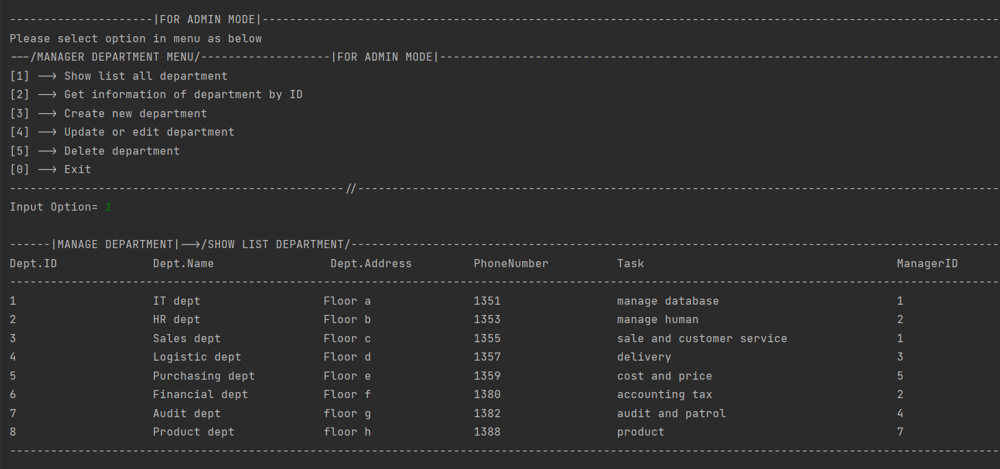 ---------------------|FOR ADMIN MODE|------------------------------------------------------------------------------------------------------------
Please select option in menu as below
---/MANAGER DEPARTMENT MENU/-------------------|FOR ADMIN MODE|----------------------------------------------------------------------------------
[1] --> Show list all department
[2] --> Get information of department by ID
[3] --> Create new department
[4] --> Update or edit department
[5] --> Delete department
[0] --> Exit
-------------------------------------------------//----------------------------------------------------------------------------------------------
Input Option= 1
------|MANAGE DEPARTMENT|-->/SHOW LIST DEPARTMENT/-----------------------------------------------------------------------------------------------
Dept.ID              Dept.Name                 Dept.Address         PhoneNumber          Task                                     ManagerID
-------------------------------------------------------------------------------------------------------------------------------------------------
1                    IT dept                  Floor a               1351                 manage database                          1
2                    HR dept                  Floor b               1353                 manage human                             2
3                    Sales dept               Floor c               1355                 sale and customer service                1
4                    Logistic dept            Floor d               1357                 delivery                                 3
5                    Purchasing dept          Floor e               1359                 cost and price                           5
6                    Financial dept           Floor f               1380                 accounting tax                           2
7                    Audit dept               floor g               1382                 audit and patrol                         4
8                    Product dept             floor h               1388                 product                                  7
-------------------------------------------------------------------------------------------------------------------------------------------------